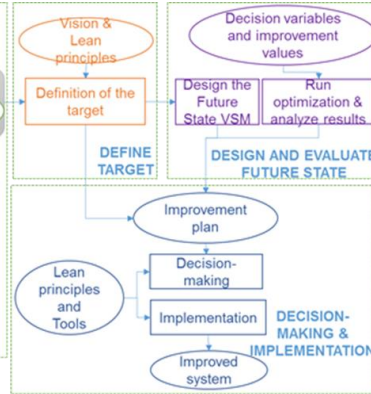 Vision &
Lean
principles
Definition of the
target
DEFINE
TARGET
Decision variables
and improvement
values
Design the
Future
State VSM
Run
optimization &
analyze results
DESIGN AND EVALUATE
FUTURE STATE
Improvement
plan
Decision-
making
Lean
principles
and
Tools
Implementation
DECISION-
MAKING &
IMPLEMENTATION
Improved
system